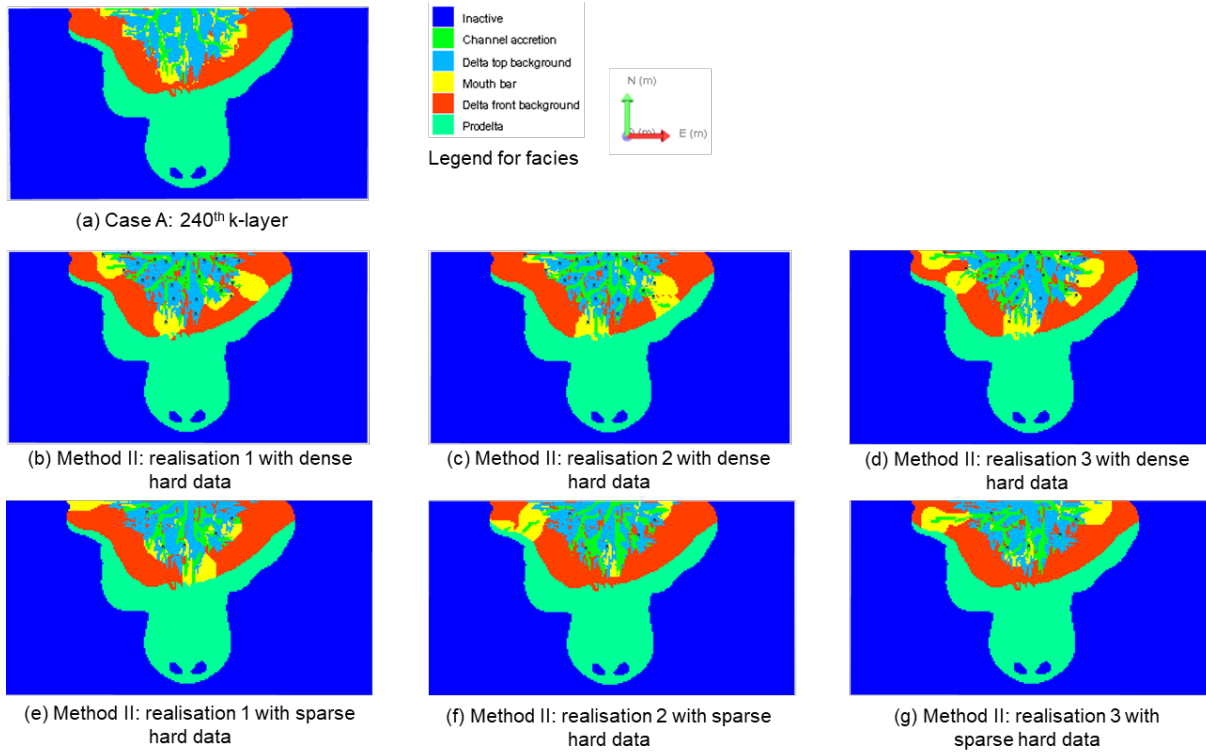 Inactive
Channel accretion
Delta top background
Mouth bar
Delta front background
Prodelta
Legend for facies
N (m)
E (m)
(a) Case A: 240th k-layer
(b) Method II: realisation 1 with dense
hard data
(c) Method II: realisation 2 with dense
hard data
(d) Method II: realisation 3 with dense
hard data
(e) Method II: realisation 1 with sparse
hard data
(f) Method II: realisation 2 with sparse
hard data
(g) Method II: realisation 3 with
sparse hard data